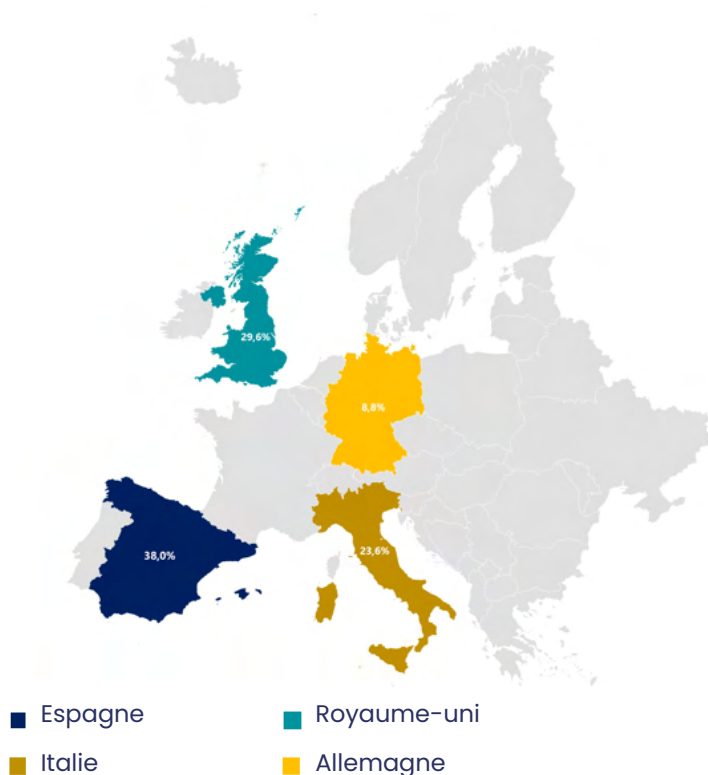 29,6%
8,8%
23,6%
38,0%
Espagne
Royaume-uni
Italie
Allemagne